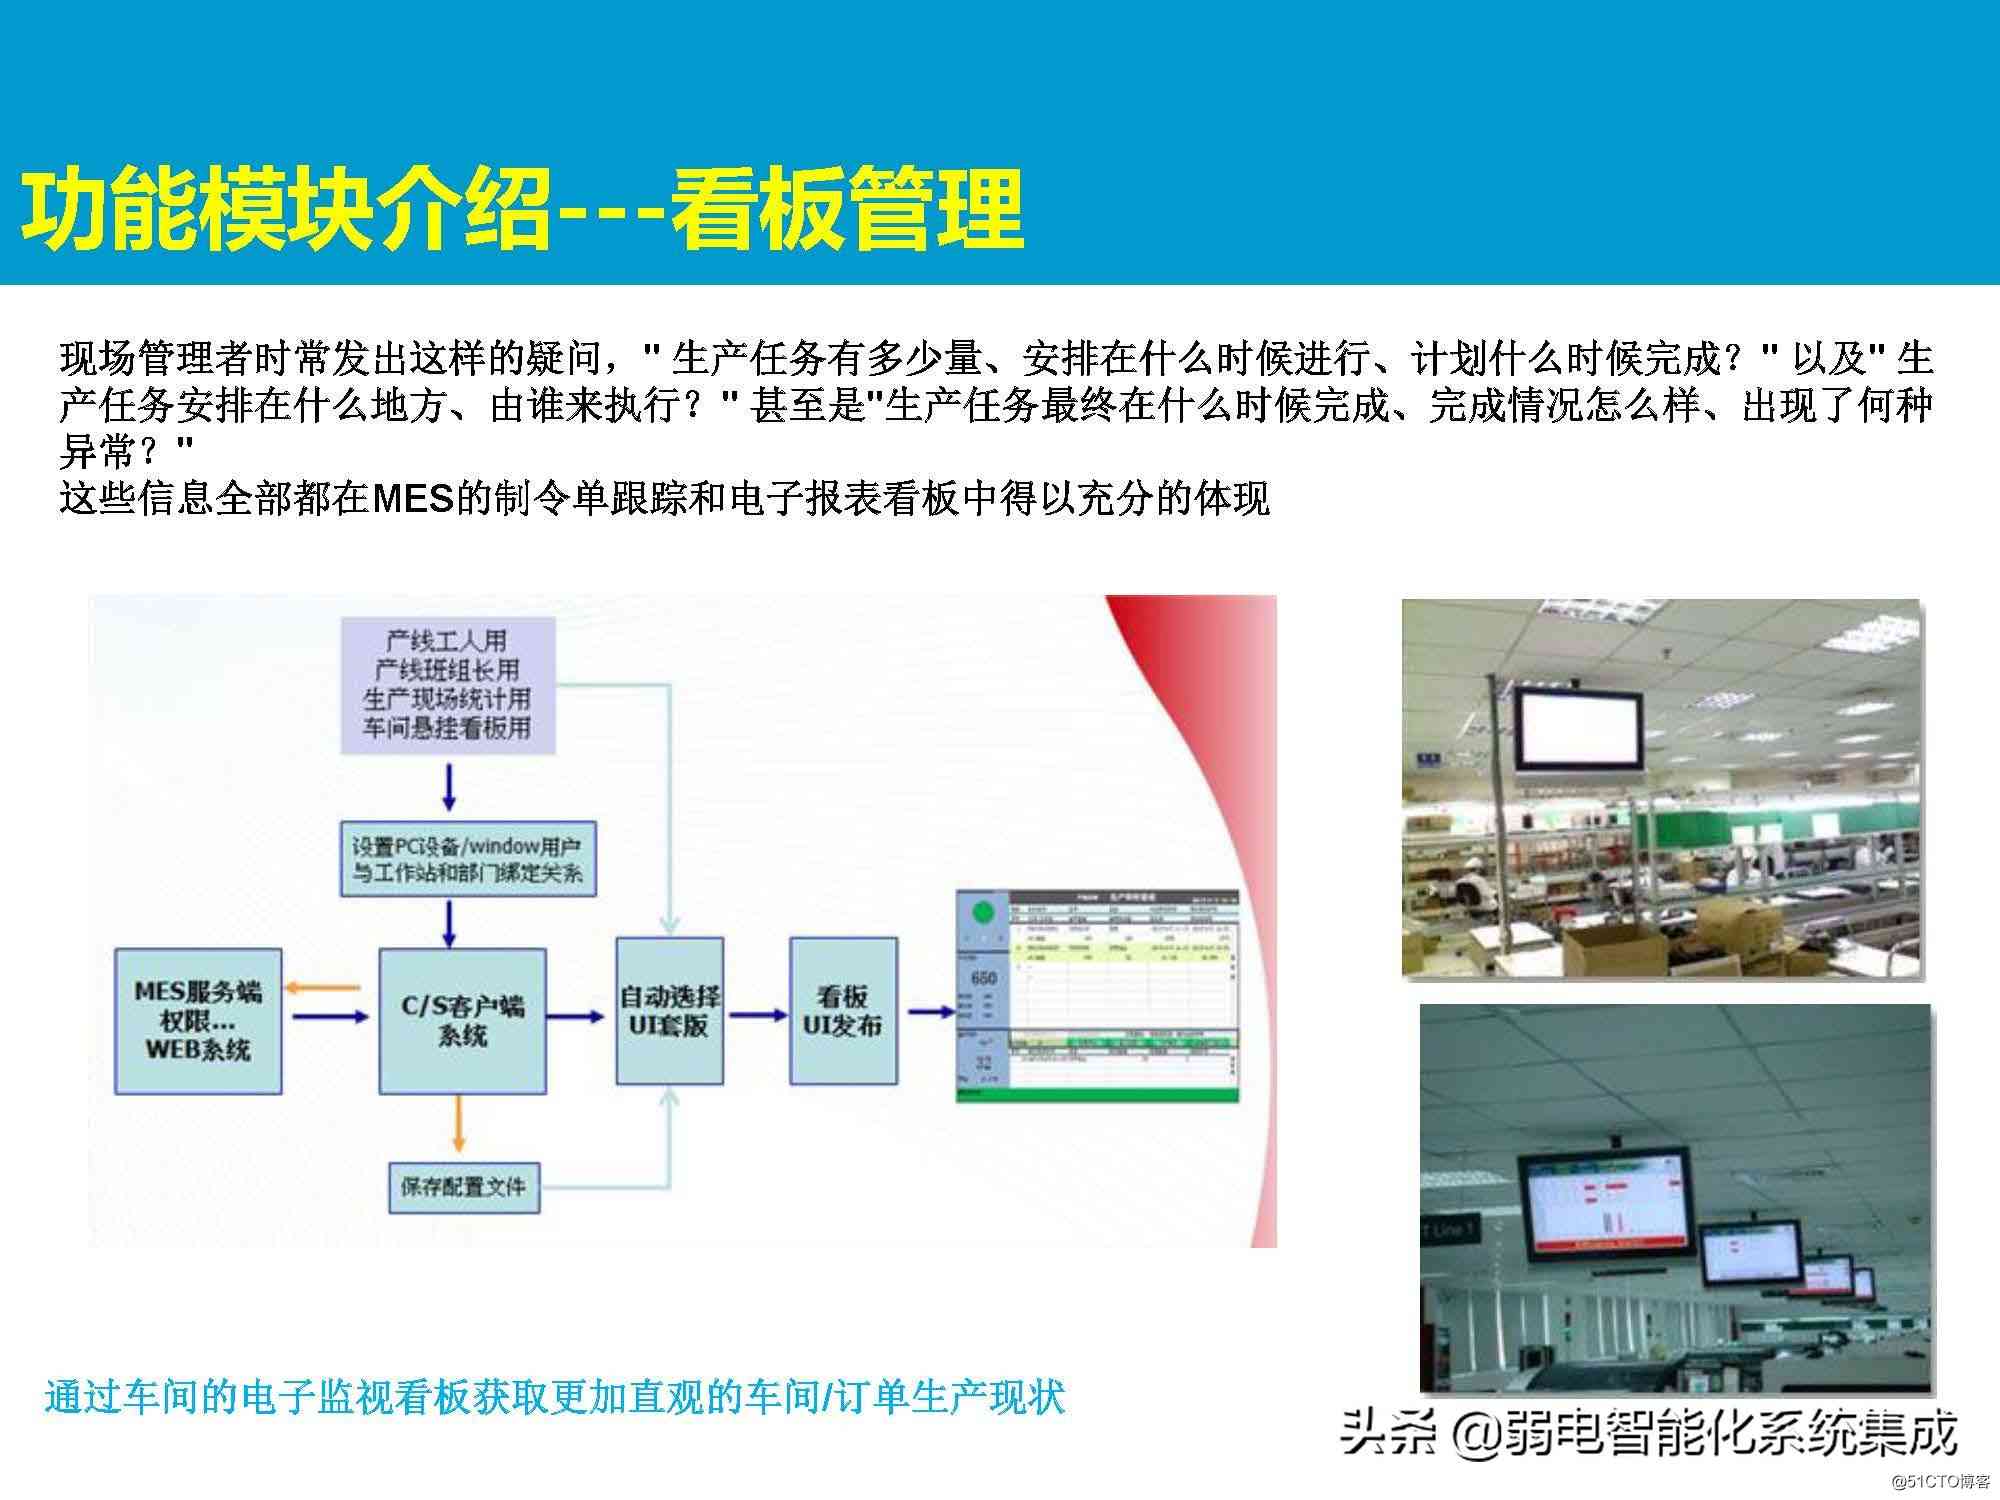 功能模块介绍---看板管理
现场管理者时常发出这样的疑问，" 生产任务有多少量、安排在什么时候进行、计划什么时候完成？" 以及" 生
产任务安排在什么地方、由谁来执行？" 甚至是"生产任务最终在什么时候完成、完成情况怎么样、出现了何种
异常？"
这些信息全部都在MES的制令单跟踪和电子报表看板中得以充分的体现
产线工人用
产线班组长用
生产现场统计用
车间悬挂看板用
设置PC设备/window用户
与工作站和部门绑定关系
MES服务端
权限...
WEB系统
C/S客户端
系统
自动选择
UI套版
看板
UI发布
650
32
保存配置文件
Line 1
通过车间的电子监视看板获取更加直观的车间/订单生产现状
头条 @弱电智能化系统集成
@51CTO博客